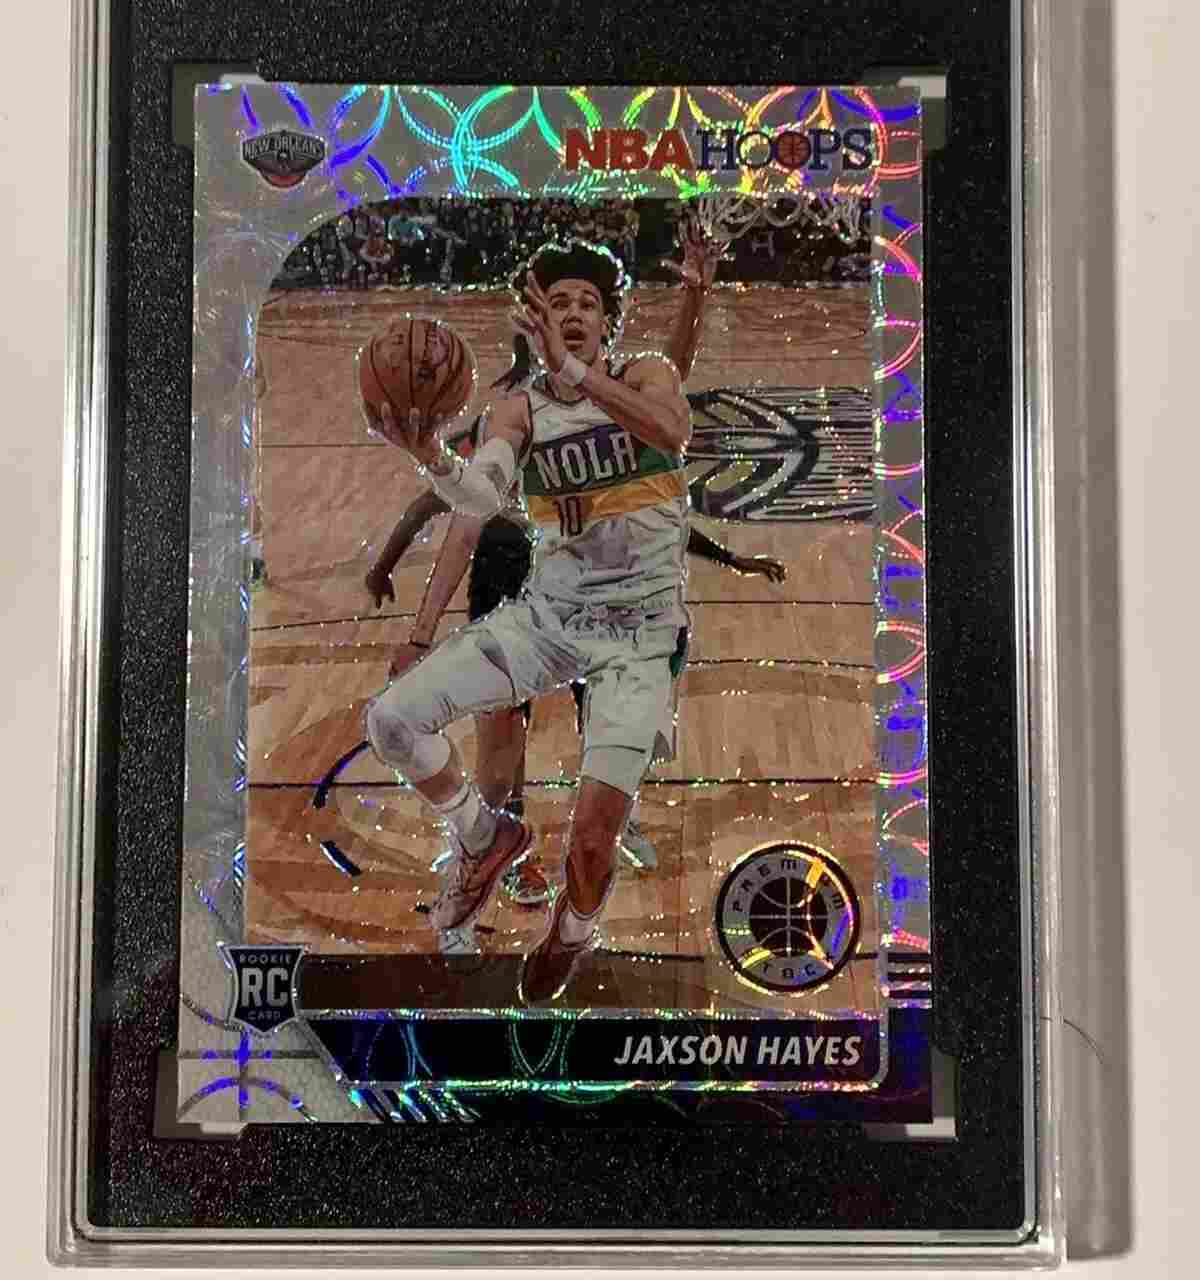 NEW ORLEANS
NBA HOOPS
NOLA
10
PREMIUM
STOCK
ROOKIE
RC
CARD
JAXSON HAYES